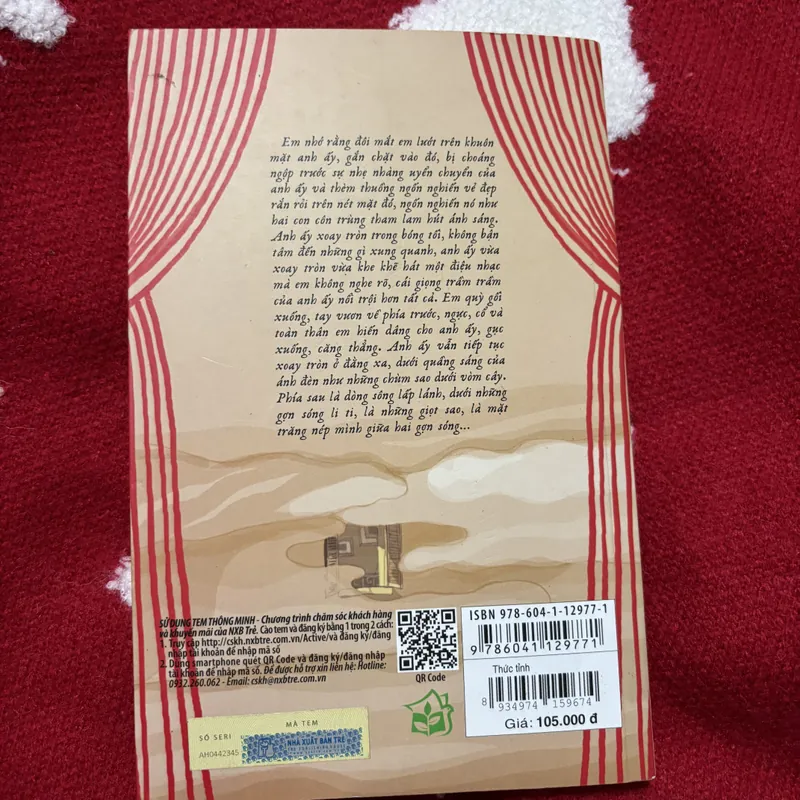 Em nhớ rằng đôi mắt em lướt trên khuôn
mặt anh ấy, gắn chặt vào đó, bị choáng
ngợp trước sự nhẹ nhàng uyển chuyển của
anh ấy và thèm thuồng ngốn nghiến vẻ đẹp
rắn rỏi trên nét mặt đó, ngốn nghiến nó như
hai con côn trùng tham lam hút ánh sáng.
Anh ấy xoay tròn trong bóng tối, không bận
tâm đến những gì xung quanh, anh ấy vừa
xoay tròn vừa khe khẽ hát một điệu nhạc
mà em không nghe rõ, cái giọng trầm trầm
của anh ấy nổi trội hơn tất cả. Em quỳ gối
xuống, tay vươn về phía trước, ngực, cổ và
toàn thân em hiến dâng cho anh ấy, gục
xuống, căng thẳng. Anh ấy vẫn tiếp tục
xoay tròn ở đằng xa, dưới quầng sáng của
ánh đèn như những chùm sao dưới vòm cây.
Phía sau là dòng sông lấp lánh, dưới những
gợn sóng li ti, là những giọt sao, là mặt
trăng nép mình giữa hai gợn sóng...
SỬ DỤNG TEM THÔNG MINH - Chương trình chăm sóc khách hàng
và khuyến mãi của NXB Trẻ. Cào tem và đăng ký bằng 1 trong 2 cách:
1. Truy cập http://cskh.nxbtre.com.vn/Active/và đăng ký/đăng
nhập tài khoản để nhập mã số
2. Dùng smartphone quét QR Code và đăng ký/đăng nhập
tài khoản để nhập mã số. Để được hỗ trợ xin liên hệ: Hotline:
0932.260.062 - Email: cskh@nxbtre.com.vn
QR Code
MÃ TEM
SỐ SERI
AH0442345
NHÀ XUẤT BẢN TRẺ
ISBN 978-604-1-12977-1
9 786041 129771
Thức tỉnh
8 934974 159674
Giá: 105.000 đ